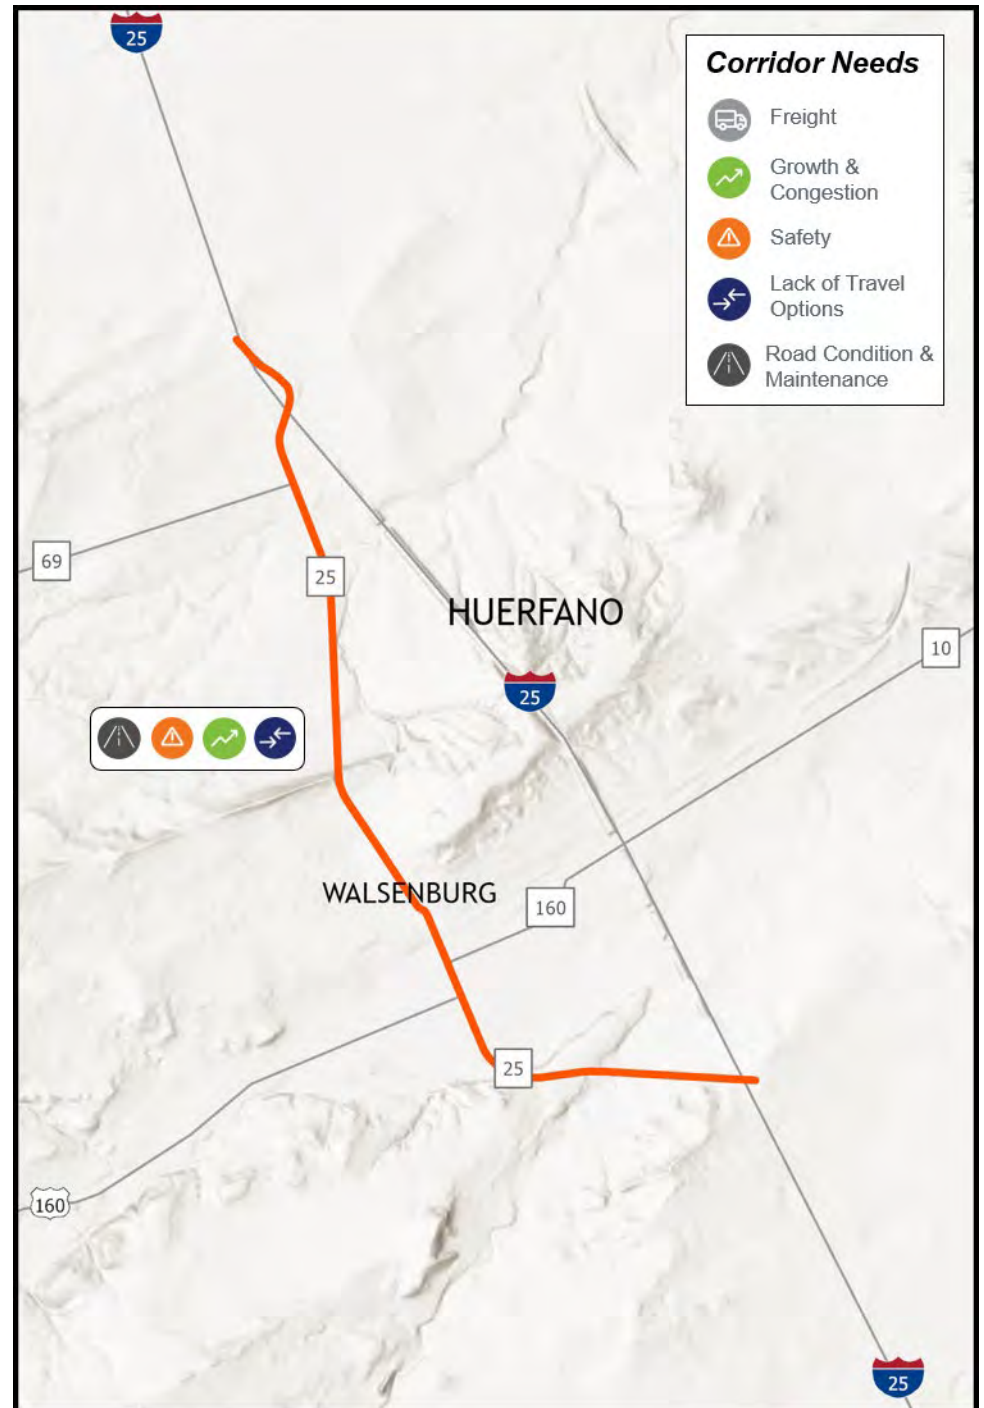 25
Corridor Needs
Freight
Growth &
Congestion
Safety
Lack of Travel
Options
Road Condition &
Maintenance
69
25
HUERFANO
10
25
WALSENBURG
160
25
160
25